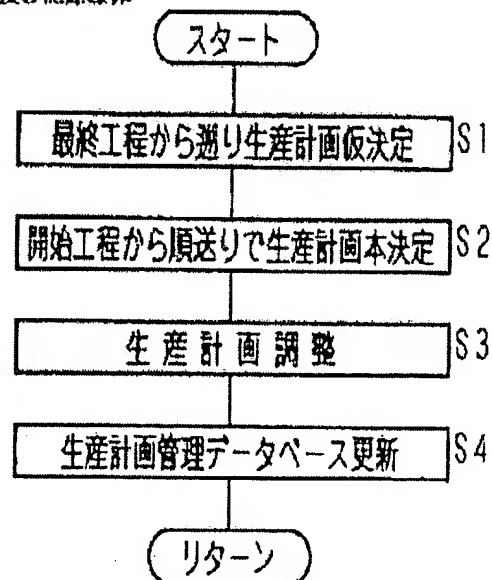 スタート
最終工程から遡り生産計画仮決定 S1
開始工程から順送りで生産計画本決定 S2
生産計画調整 S3
生産計画管理データベース更新 S4
リターン